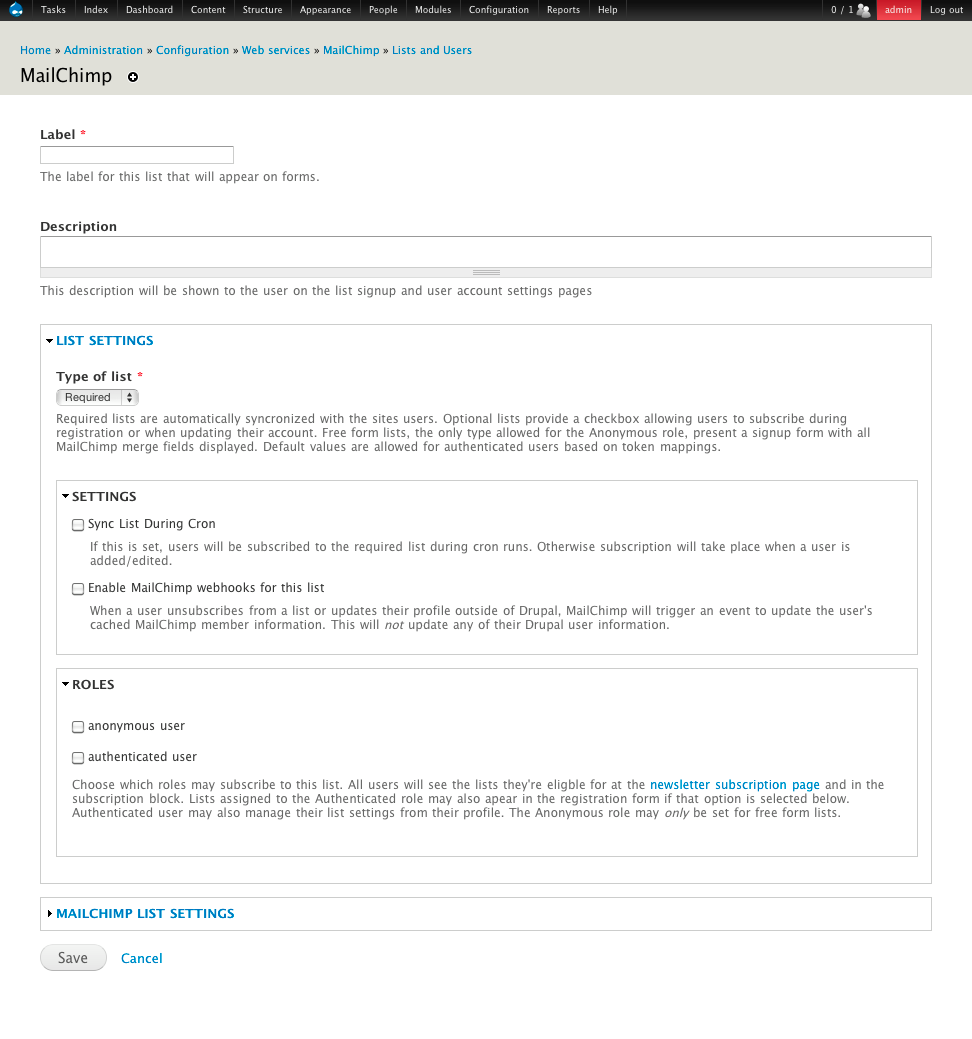 Tasks Index Dashboard Content Structure Appearance People Modules Configuration Reports Help 0 / 1 admin Log out
Home » Administration » Configuration » Web services » MailChimp » Lists and Users
MailChimp
Label *
The label for this list that will appear on forms.
Description
This description will be shown to the user on the list signup and user account settings pages
LIST SETTINGS
Type of list *
Required
Required lists are automatically syncronized with the sites users. Optional lists provide a checkbox allowing users to subscribe during
registration or when updating their account. Free form lists, the only type allowed for the Anonymous role, present a signup form with all
MailChimp merge fields displayed. Default values are allowed for authenticated users based on token mappings.
SETTINGS
Sync List During Cron
If this is set, users will be subscribed to the required list during cron runs. Otherwise subscription will take place when a user is
added/edited.
Enable MailChimp webhooks for this list
When a user unsubscribes from a list or updates their profile outside of Drupal, MailChimp will trigger an event to update the user's
cached MailChimp member information. This will not update any of their Drupal user information.
ROLES
anonymous user
authenticated user
Choose which roles may subscribe to this list. All users will see the lists they're eligble for at the newsletter subscription page and in the
subscription block. Lists assigned to the Authenticated role may also apear in the registration form if that option is selected below.
Authenticated user may also manage their list settings from their profile. The Anonymous role may only be set for free form lists.
MAILCHIMP LIST SETTINGS
Save Cancel